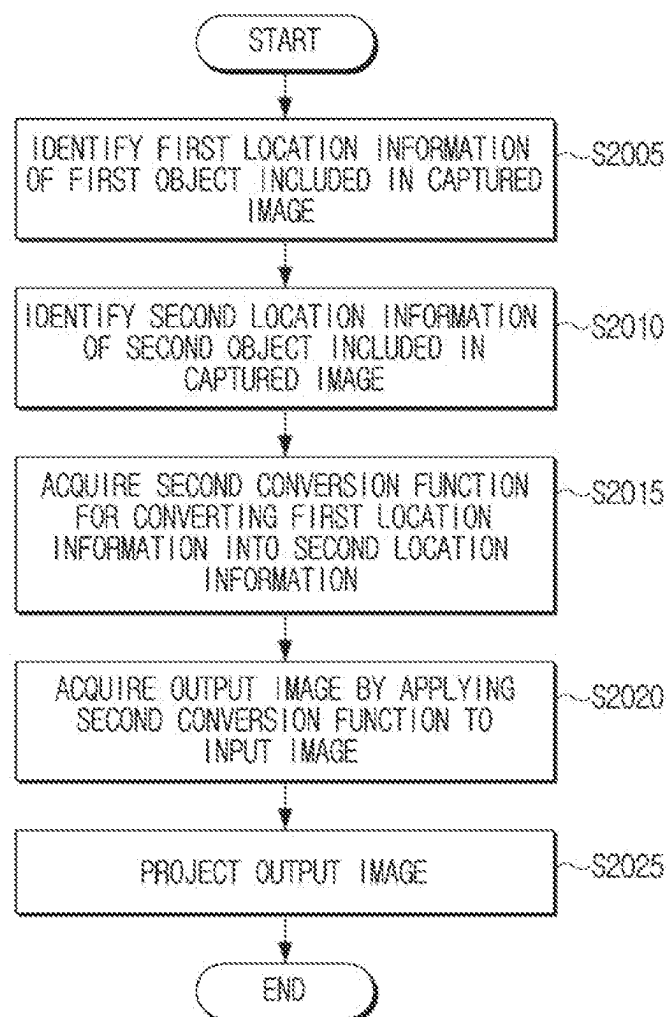 START
IDENTIFY FIRST LOCATION INFORMATION
OF FIRST OBJECT INCLUDED IN CAPTURED
IMAGE
S2005
IDENTIFY SECOND LOCATION INFORMATION
OF SECOND OBJECT INCLUDED IN
CAPTURED IMAGE
S2010
ACQUIRE SECOND CONVERSION FUNCTION
FOR CONVERTING FIRST LOCATION
INFORMATION INTO SECOND LOCATION
INFORMATION
S2015
ACQUIRE OUTPUT IMAGE BY APPLYING
SECOND CONVERSION FUNCTION TO
INPUT IMAGE
S2020
PROJECT OUTPUT IMAGE
S2025
END